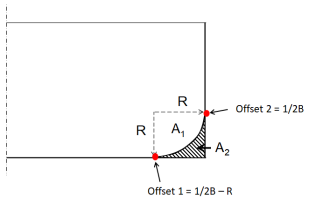 R
Offset 2 = 1/2B
R
A1
A2
Offset 1 = 1/2B – R